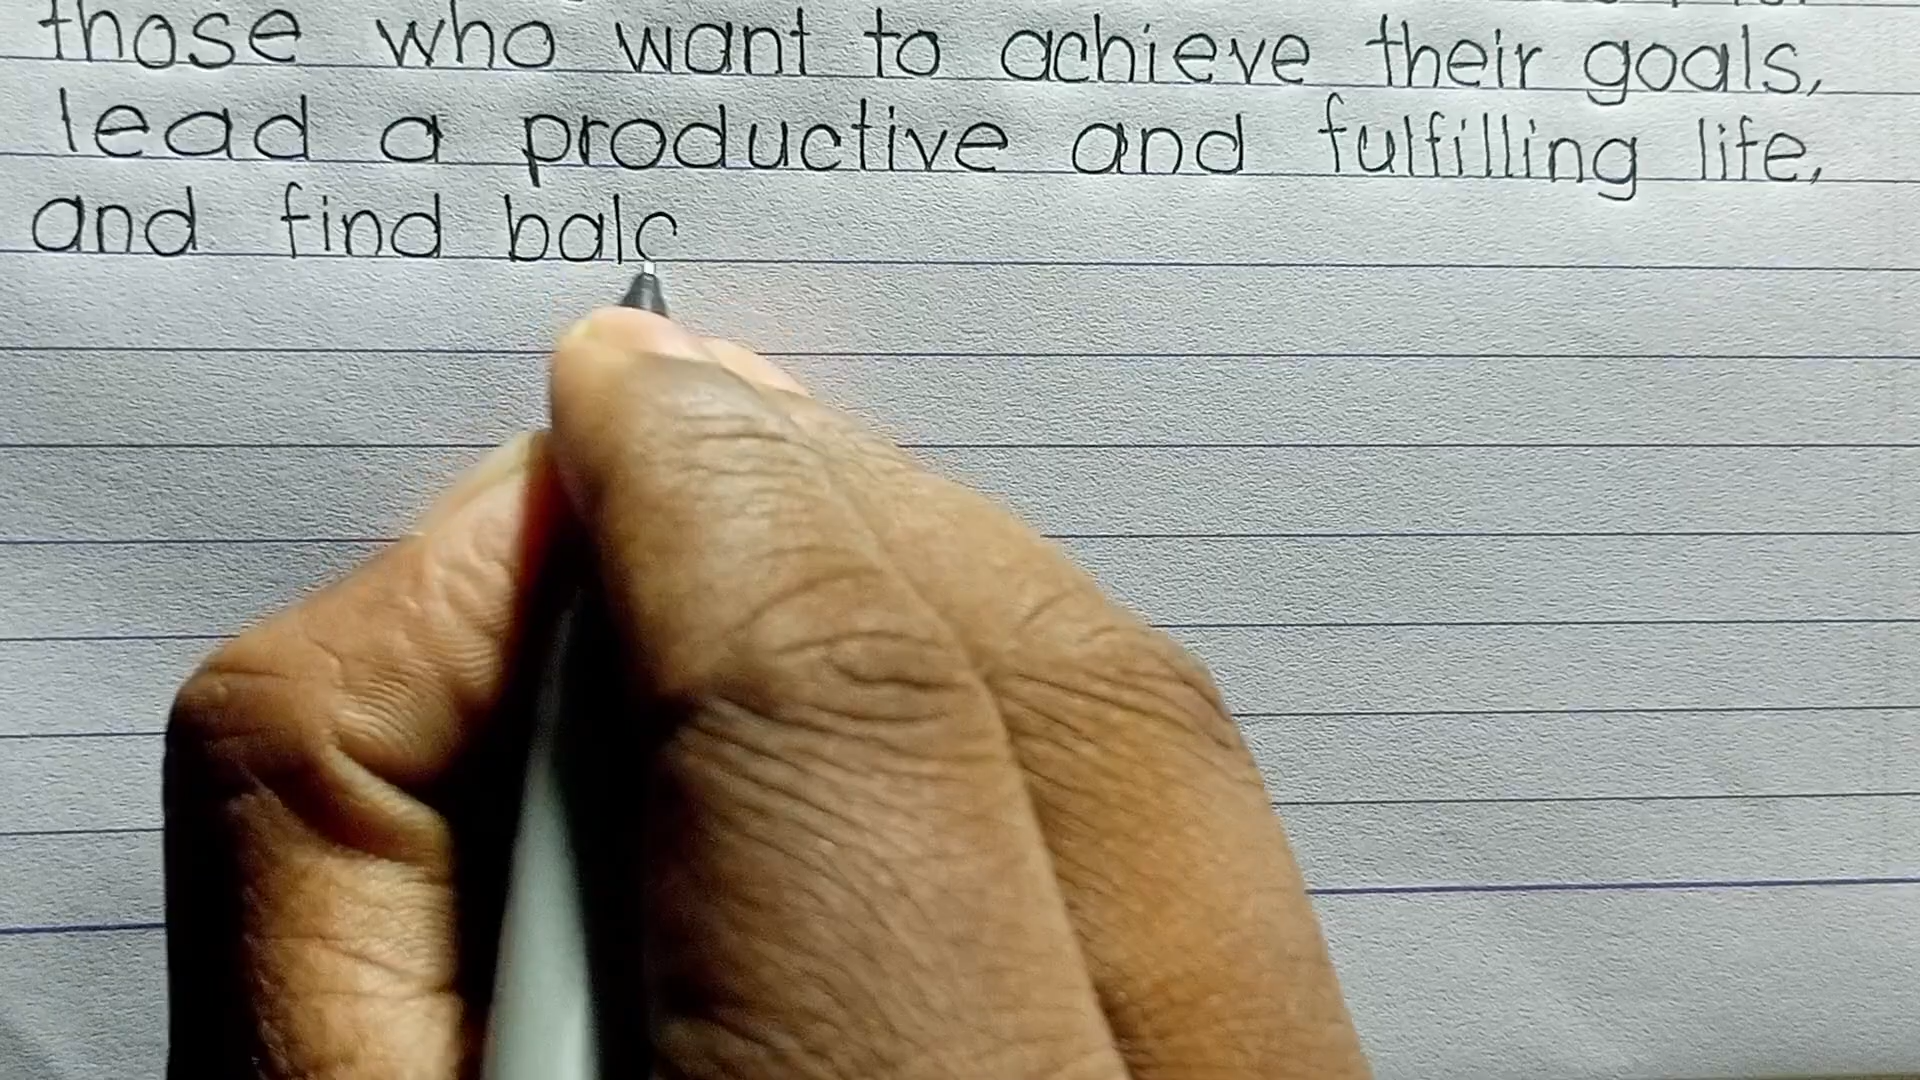 those who want to achieve their goals,
lead a productive and fulfilling life,
and find balc